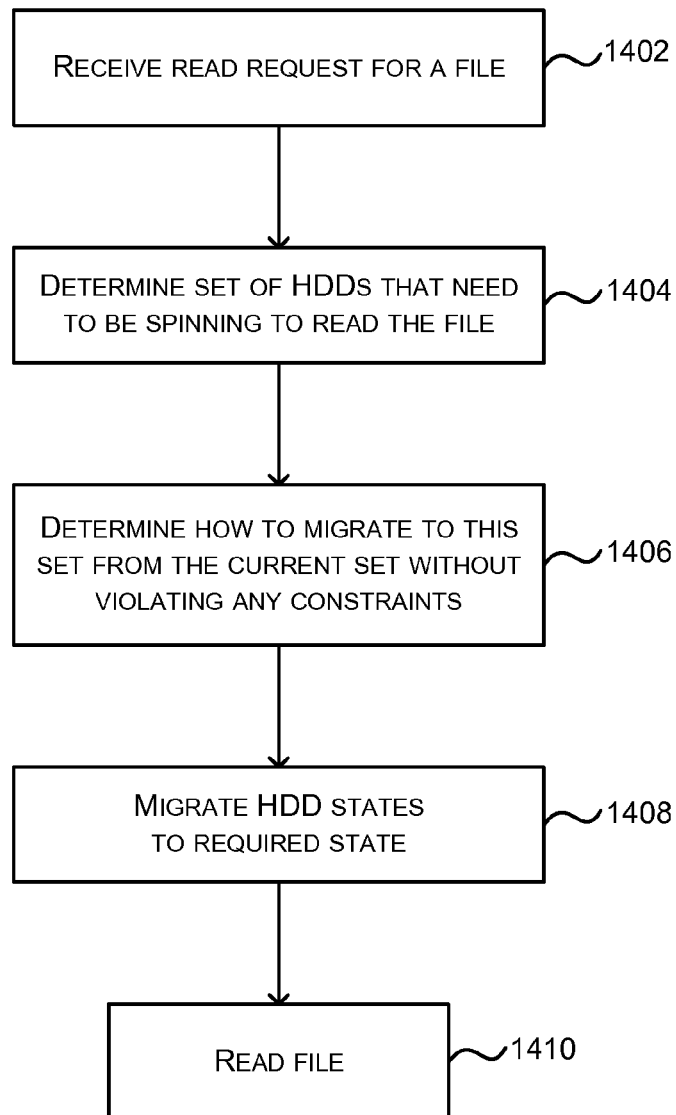 RECEIVE READ REQUEST FOR A FILE
1402
DETERMINE SET OF HDDS THAT NEED
TO BE SPINNING TO READ THE FILE
1404
DETERMINE HOW TO MIGRATE TO THIS
SET FROM THE CURRENT SET WITHOUT
VIOLATING ANY CONSTRAINTS
1406
MIGRATE HDD STATES
TO REQUIRED STATE
1408
READ FILE
1410